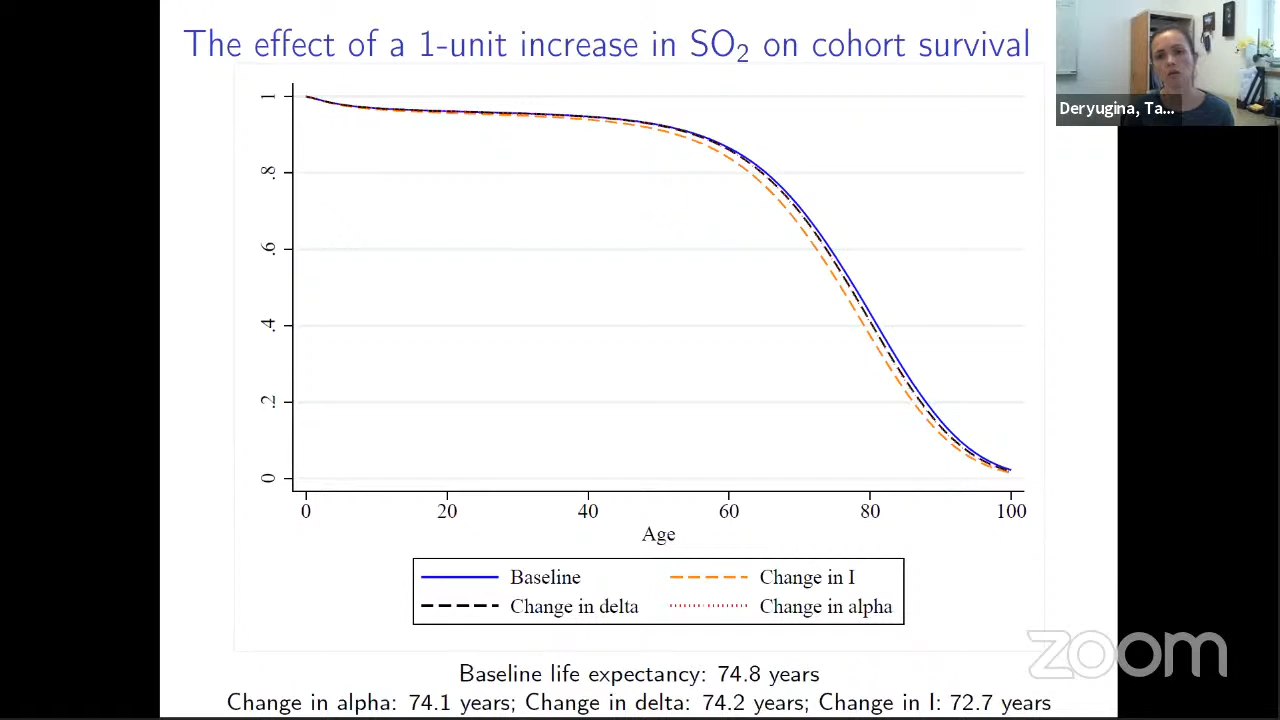 The effect of a 1-unit increase in SO₂ on cohort survival
Deryugina, Ta...
1
.8
.6
.4
.2
0
0 20 40 60 80 100
Age
Baseline Change in I
Change in delta Change in alpha
zoom
Baseline life expectancy: 74.8 years
Change in alpha: 74.1 years; Change in delta: 74.2 years; Change in I: 72.7 years